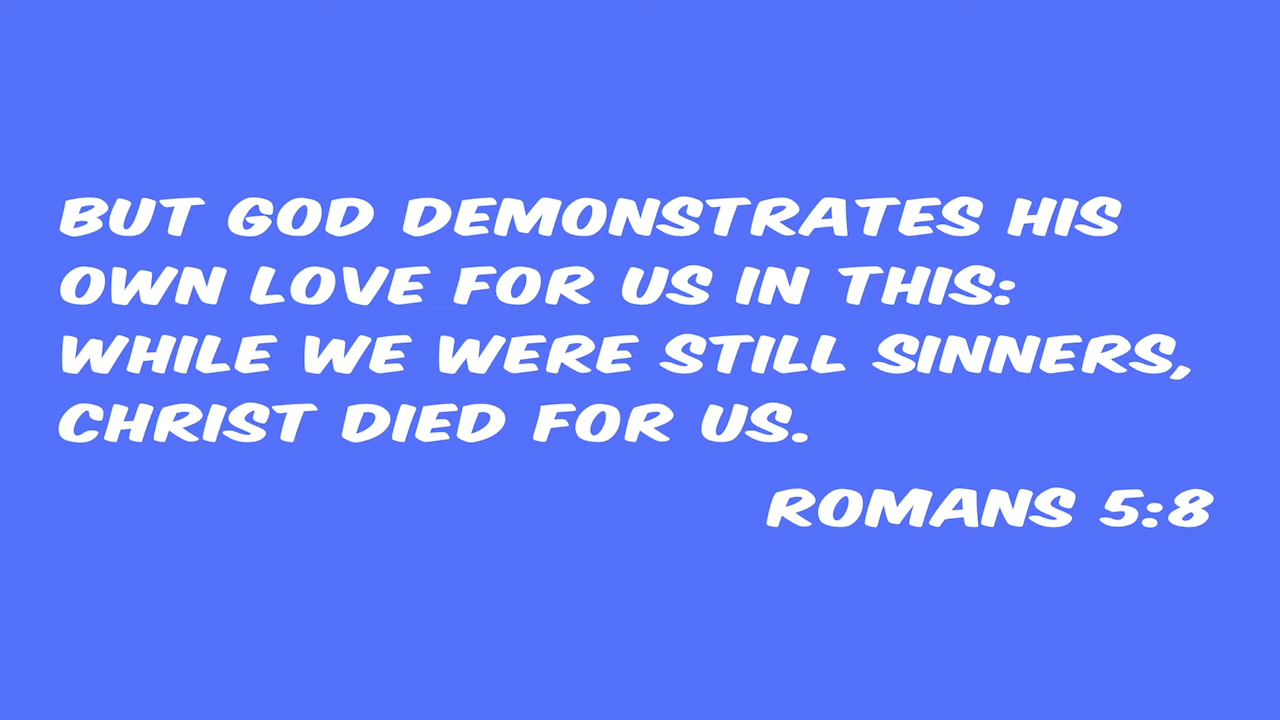 BUT GOD DEMONSTRATES HIS
OWN LOVE FOR US IN THIS:
WHILE WE WERE STILL SINNERS,
CHRIST DIED FOR US.
ROMANS 5:8